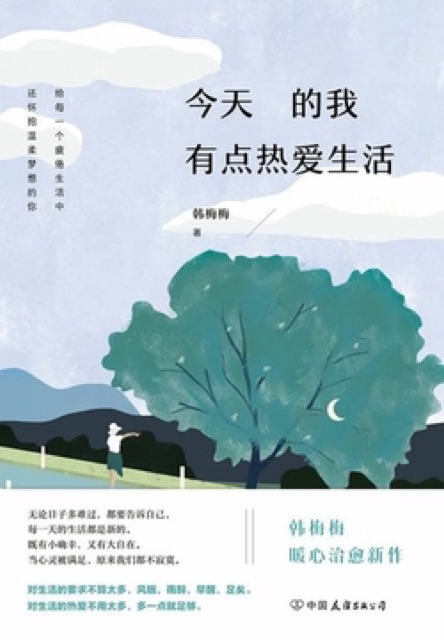 今天 的我
有点热爱生活
给每一个疲倦生活中
还怀抱温柔梦想的你
韩梅梅
著
无论日子多难过，都要告诉自己，
每一天的生活都是新的。
既有小确幸，又有大自在。
当心灵被满足，原来我们都不寂寞。
对生活的要求不算太多，风眠，雨醉，早醒，足矣。
对生活的热爱不用太多，多一点就足够。
韩梅梅
暖心治愈新作
中国友谊出版公司